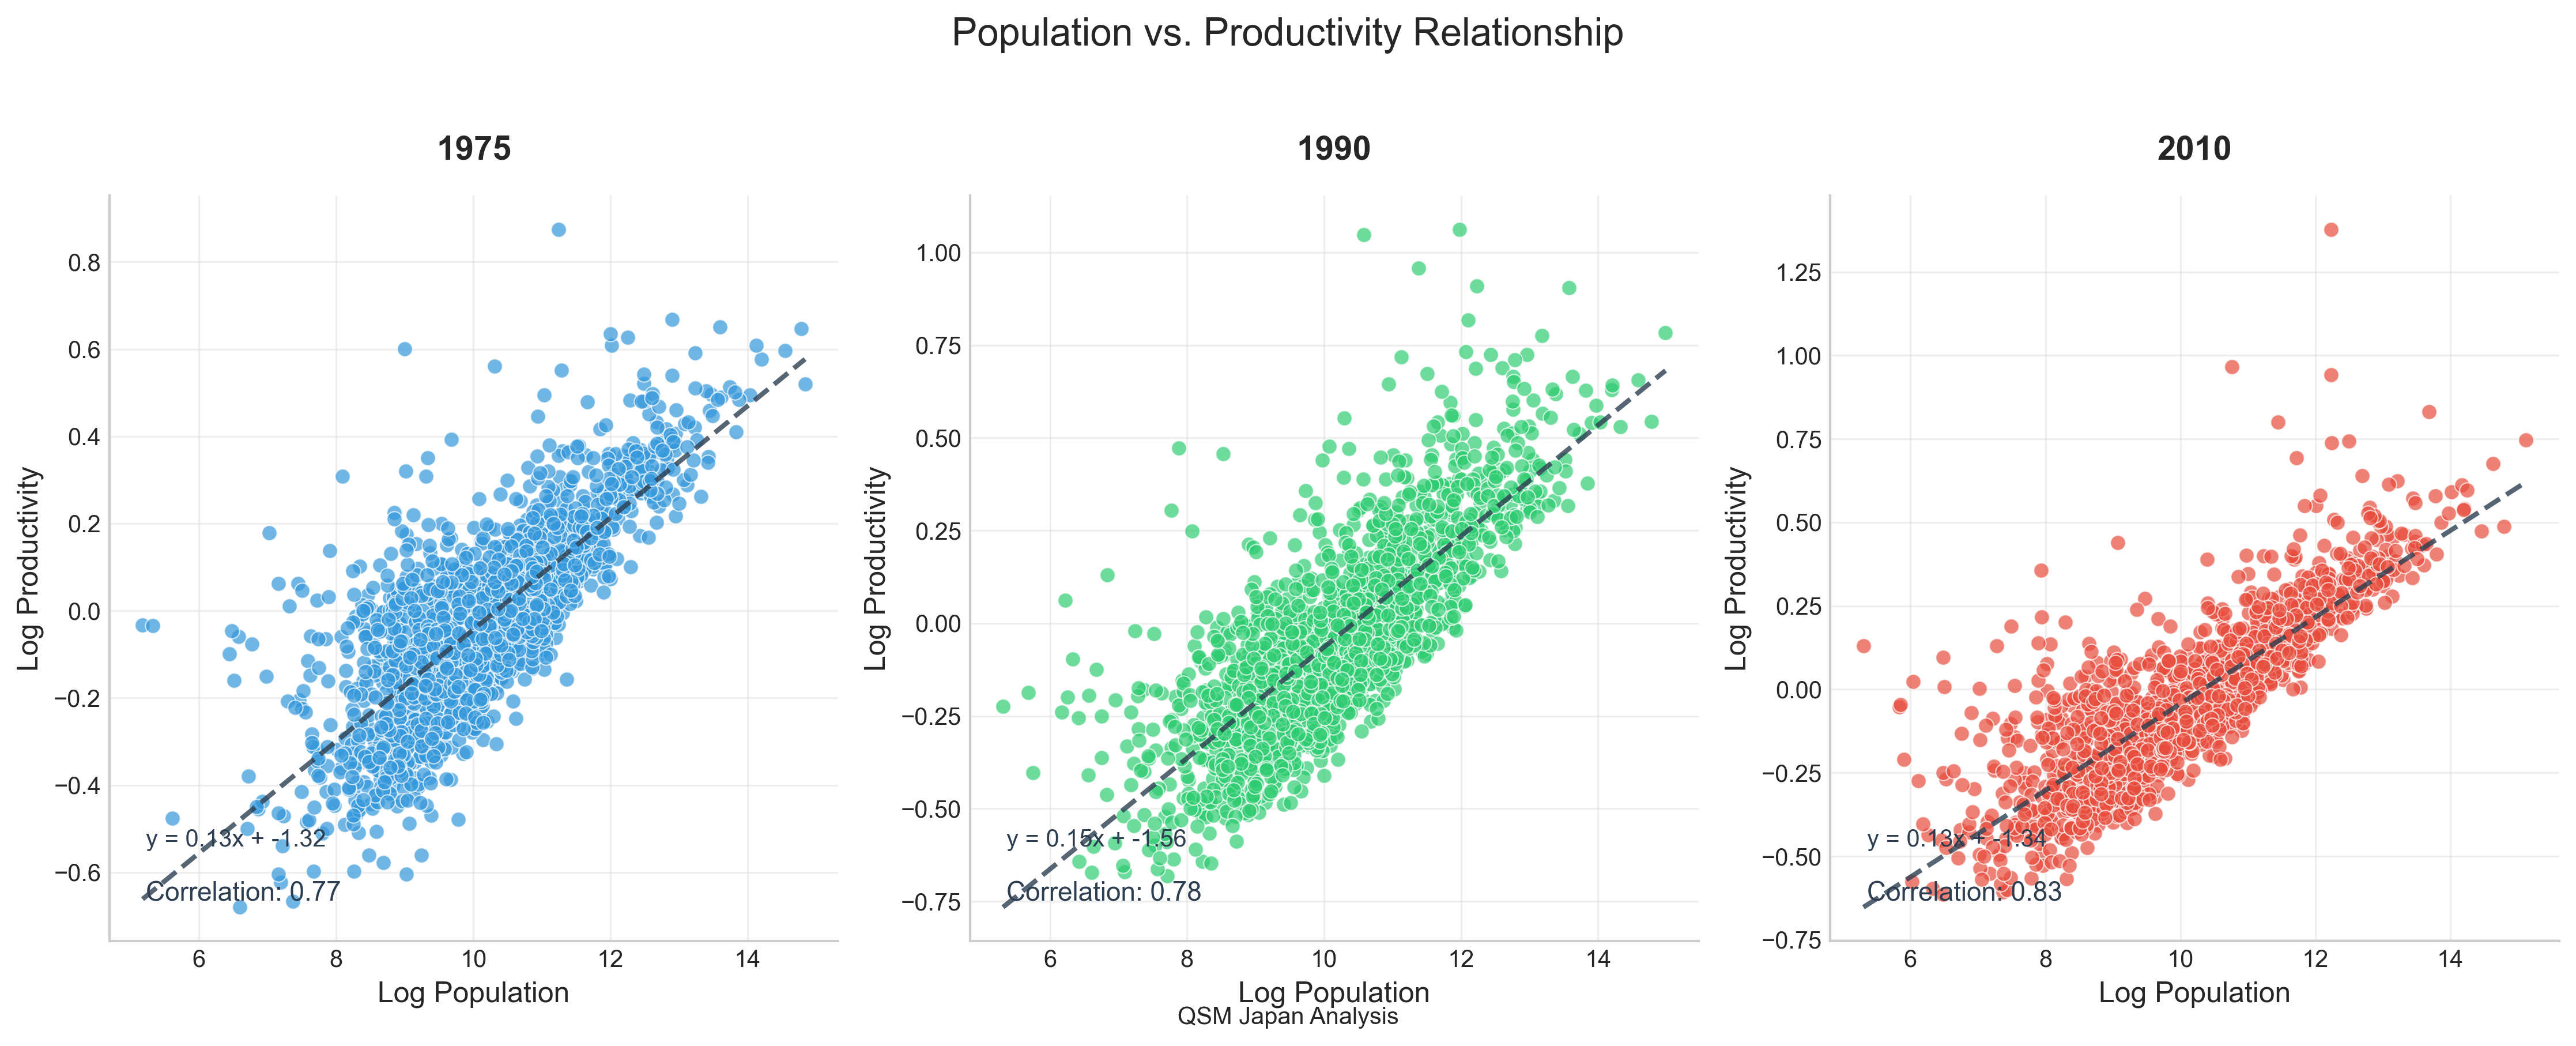 Population vs. Productivity Relationship
1975
0.8
0.6
0.4
0.2
0.0
−0.2
−0.4
−0.6
Log Productivity
y = 0.13x + -1.32
Correlation: 0.77
6 8 10 12 14
Log Population
1990
1.00
0.75
0.50
0.25
0.00
−0.25
−0.50
−0.75
Log Productivity
y = 0.15x + -1.56
Correlation: 0.78
6 8 10 12 14
Log Population
2010
1.25
1.00
0.75
0.50
0.25
0.00
−0.25
−0.50
−0.75
Log Productivity
y = 0.13x + -1.34
Correlation: 0.83
6 8 10 12 14
Log Population
QSM Japan Analysis